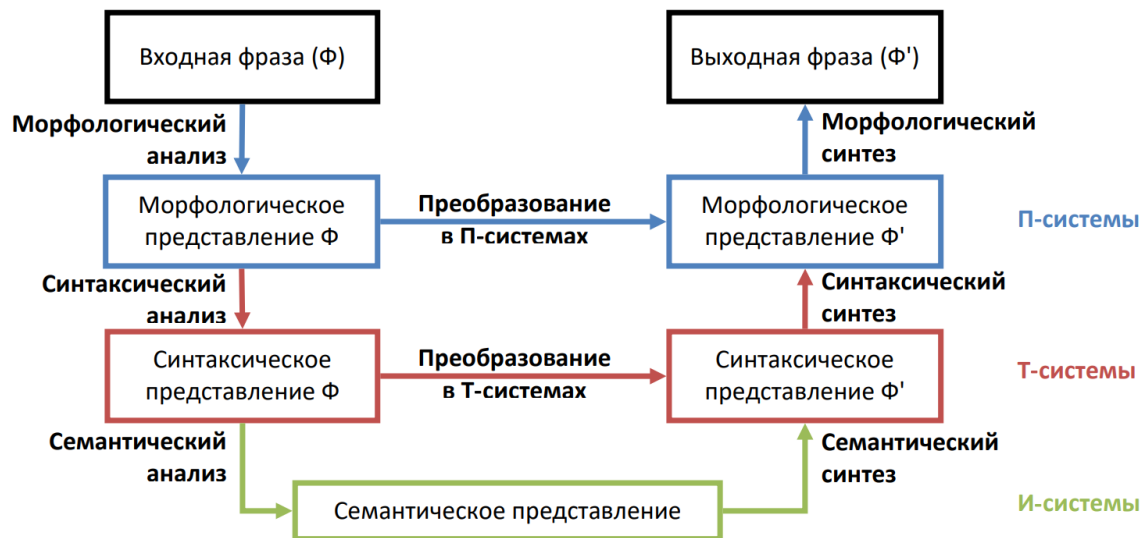 Входная фраза (Ф)
Выходная фраза (Ф')
Морфологический
анализ
Морфологический
синтез
Морфологическое
представление Ф
Преобразование
в П-системах
Морфологическое
представление Ф'
П-системы
Синтаксический
анализ
Синтаксический
синтез
Синтаксическое
представление Ф
Преобразование
в Т-системах
Синтаксическое
представление Ф'
Т-системы
Семантический
анализ
Семантический
синтез
Семантическое представление
И-системы